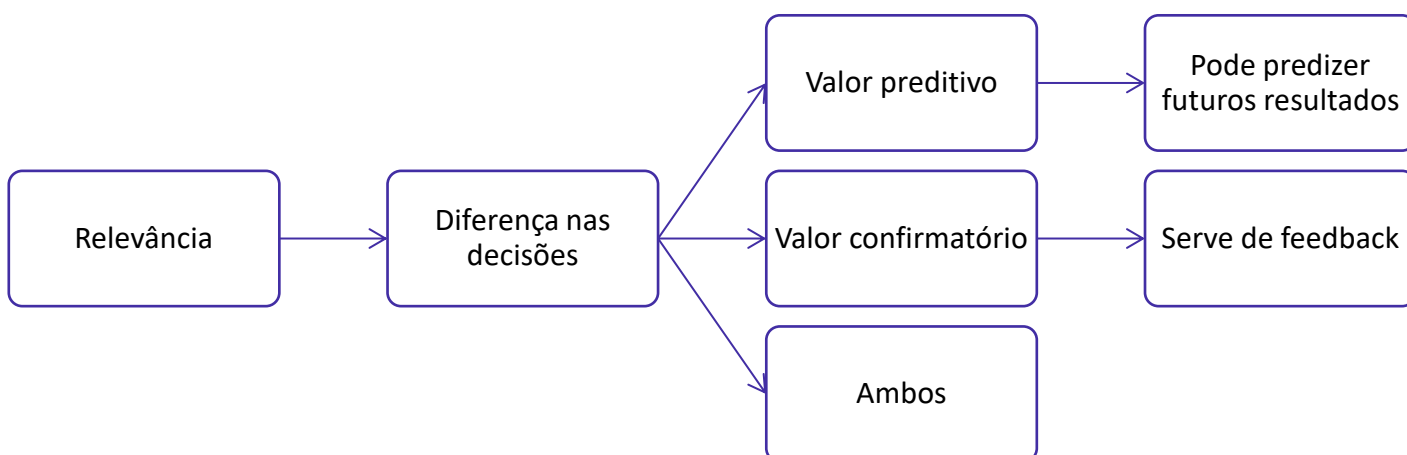 Relevância
Diferença nas
decisões
Valor preditivo
Pode predizer
futuros resultados
Valor confirmatório
Serve de feedback
Ambos